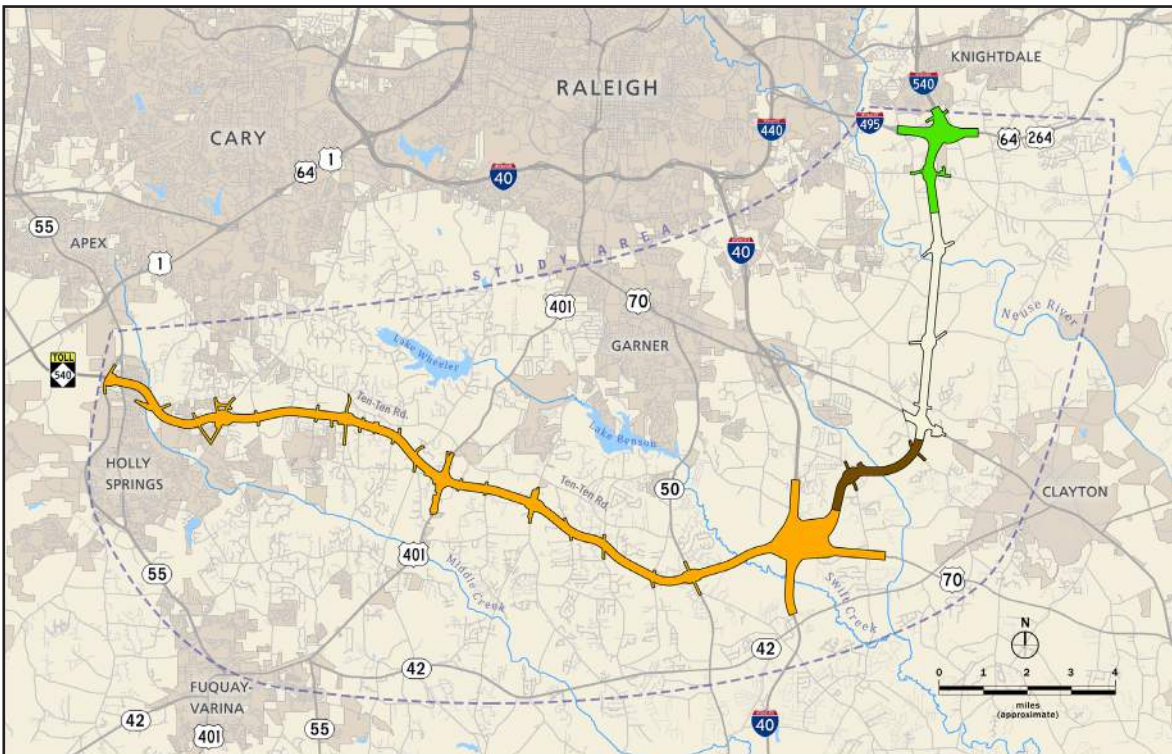 KNIGHTDALE
540
RALEIGH
440
495
64 264
CARY
1
64
40
55
40
APEX
STUDY AREA
1
401
70
Neuse River
Lake Wheeler
GARNER
TOLL
540
Ten-Ten Rd.
Lake Benson
HOLLY
SPRINGS
Ten-Ten Rd.
50
CLAYTON
401
55
Middle Creek
Swift Creek
70
42
N
42
0 1 2 3 4
miles
(approximate)
FUQUAY-
VARINA
42
401
55
40